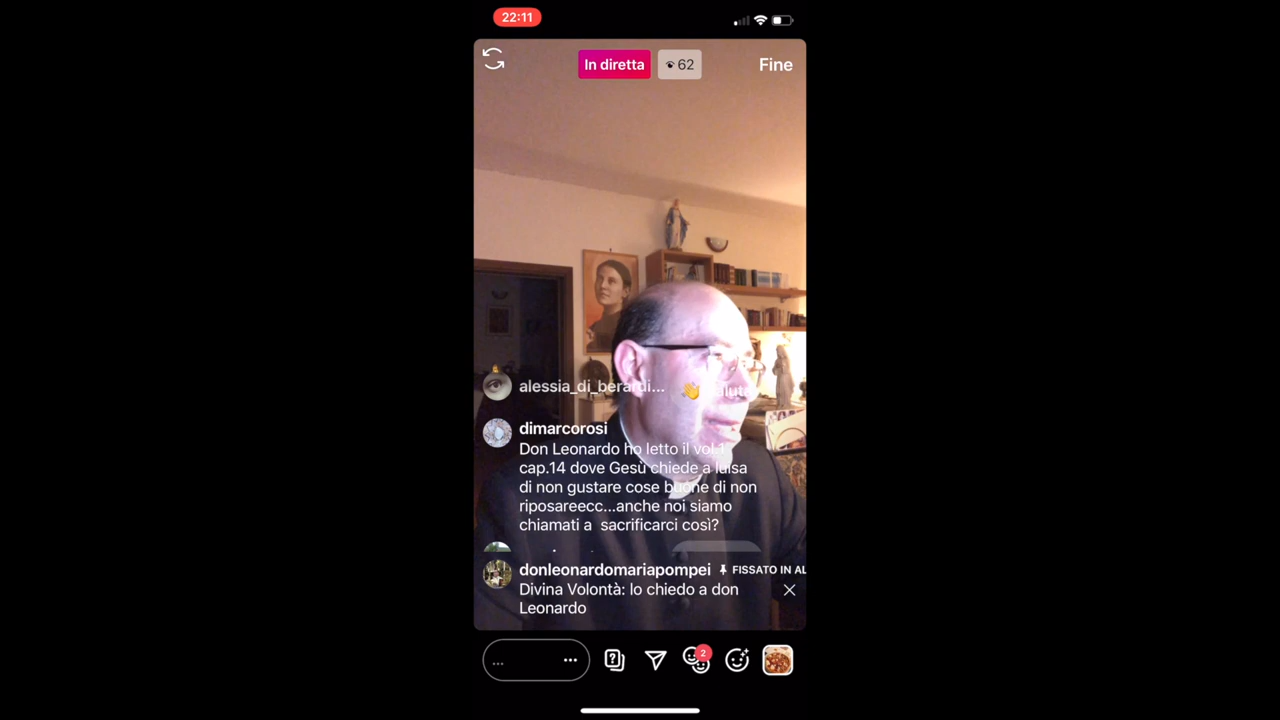 22:11
In diretta
62
Fine
alessia_di_berardi...
dimarcorosi
Don Leonardo ho letto il vol.1
cap.14 dove Gesù chiede a luisa
di non gustare cose buone di non
riposareecc...anche noi siamo
chiamati a sacrificarci così?
donleonardomariapompei FISSATO IN AL
Divina Volontà: lo chiedo a don
Leonardo
...
2